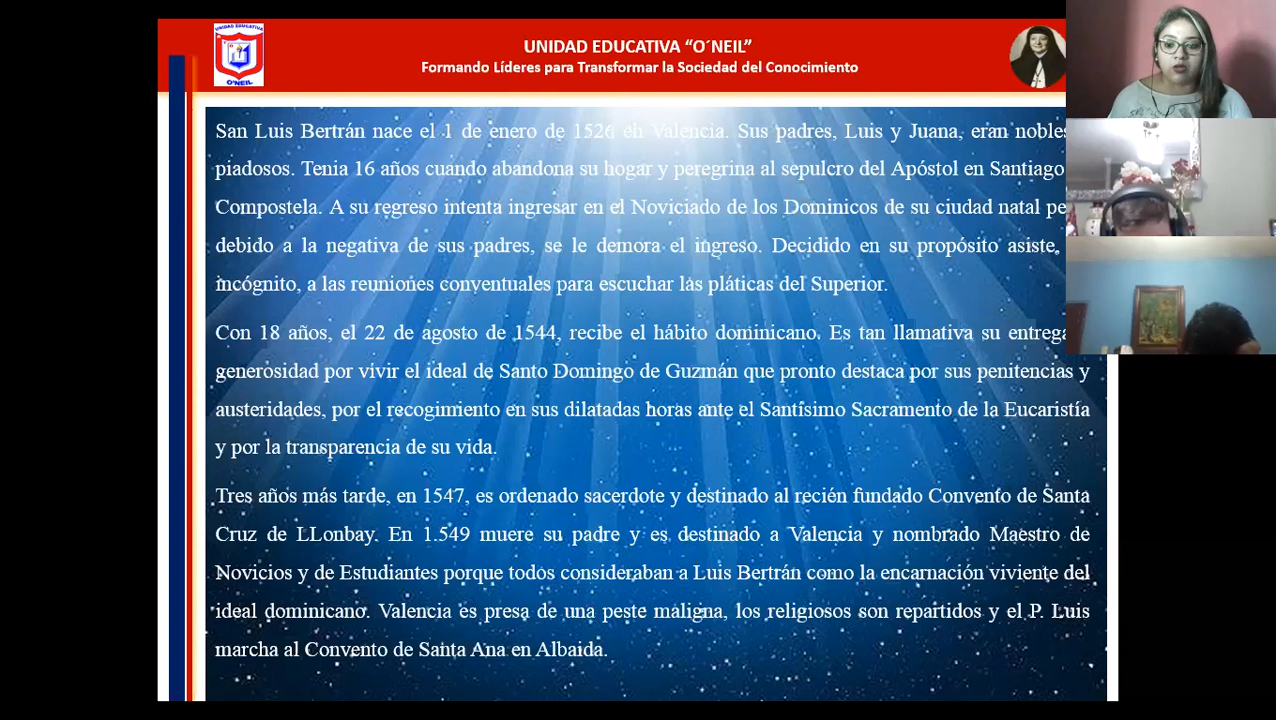 UNIDAD EDUCATIVA
O'NEIL
UNIDAD EDUCATIVA “O´NEIL”
Formando Líderes para Transformar la Sociedad del Conocimiento
San Luis Bertrán nace el 1 de enero de 1526 en Valencia. Sus padres, Luis y Juana, eran nobles
piadosos. Tenia 16 años cuando abandona su hogar y peregrina al sepulcro del Apóstol en Santiago
Compostela. A su regreso intenta ingresar en el Noviciado de los Dominicos de su ciudad natal pe
debido a la negativa de sus padres, se le demora el ingreso. Decidido en su propósito asiste,
incógnito, a las reuniones conventuales para escuchar las pláticas del Superior.
Con 18 años, el 22 de agosto de 1544, recibe el hábito dominicano. Es tan llamativa su entrega
generosidad por vivir el ideal de Santo Domingo de Guzmán que pronto destaca por sus penitencias y
austeridades, por el recogimiento en sus dilatadas horas ante el Santísimo Sacramento de la Eucaristía
y por la transparencia de su vida.
Tres años más tarde, en 1547, es ordenado sacerdote y destinado al recién fundado Convento de Santa
Cruz de LLonbay. En 1.549 muere su padre y es destinado a Valencia y nombrado Maestro de
Novicios y de Estudiantes porque todos consideraban a Luis Bertrán como la encarnación viviente del
ideal dominicano. Valencia es presa de una peste maligna, los religiosos son repartidos y el P. Luis
marcha al Convento de Santa Ana en Albaida.